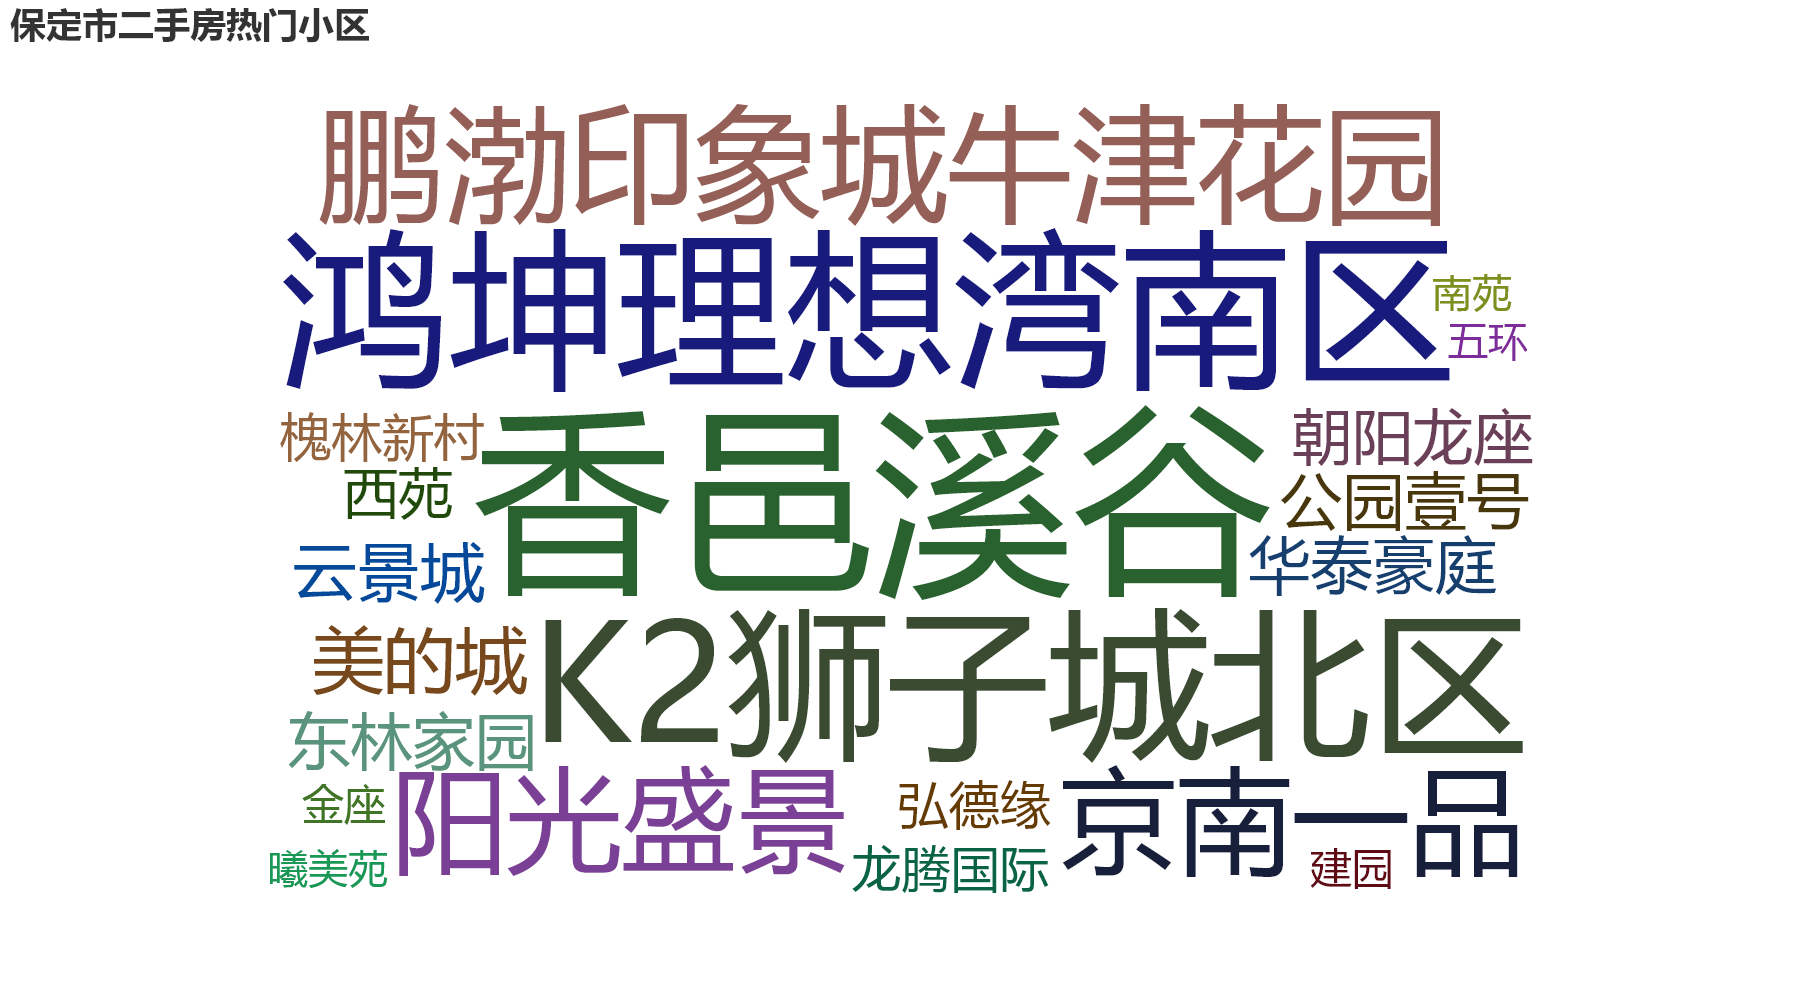 保定市二手房热门小区
鹏渤印象城牛津花园
鸿坤理想湾南区
南苑
五环
槐林新村
香邑溪谷
朝阳龙座
西苑
公园壹号
云景城
华泰豪庭
美的城
K2狮子城北区
东林家园
阳光盛景
京南一品
金座
弘德缘
曦美苑
龙腾国际
建园